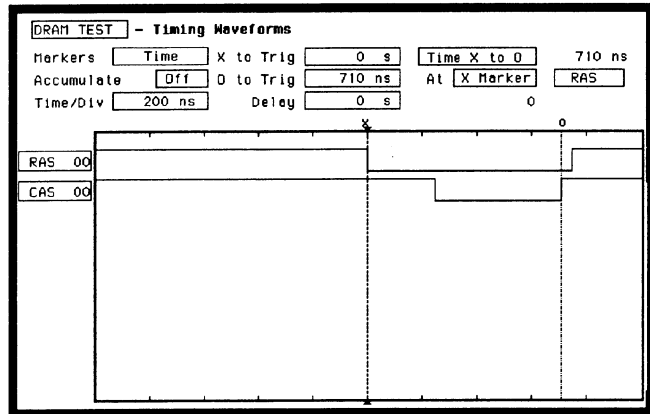 DRAM TEST - Timing Waveforms
Markers Time X to Trig 0 s Time X to O 710 ns
Accumulate Off O to Trig 710 ns At X Marker RAS
Time/Div 200 ns Delay 0 s 0
X O
RAS 00
CAS 00